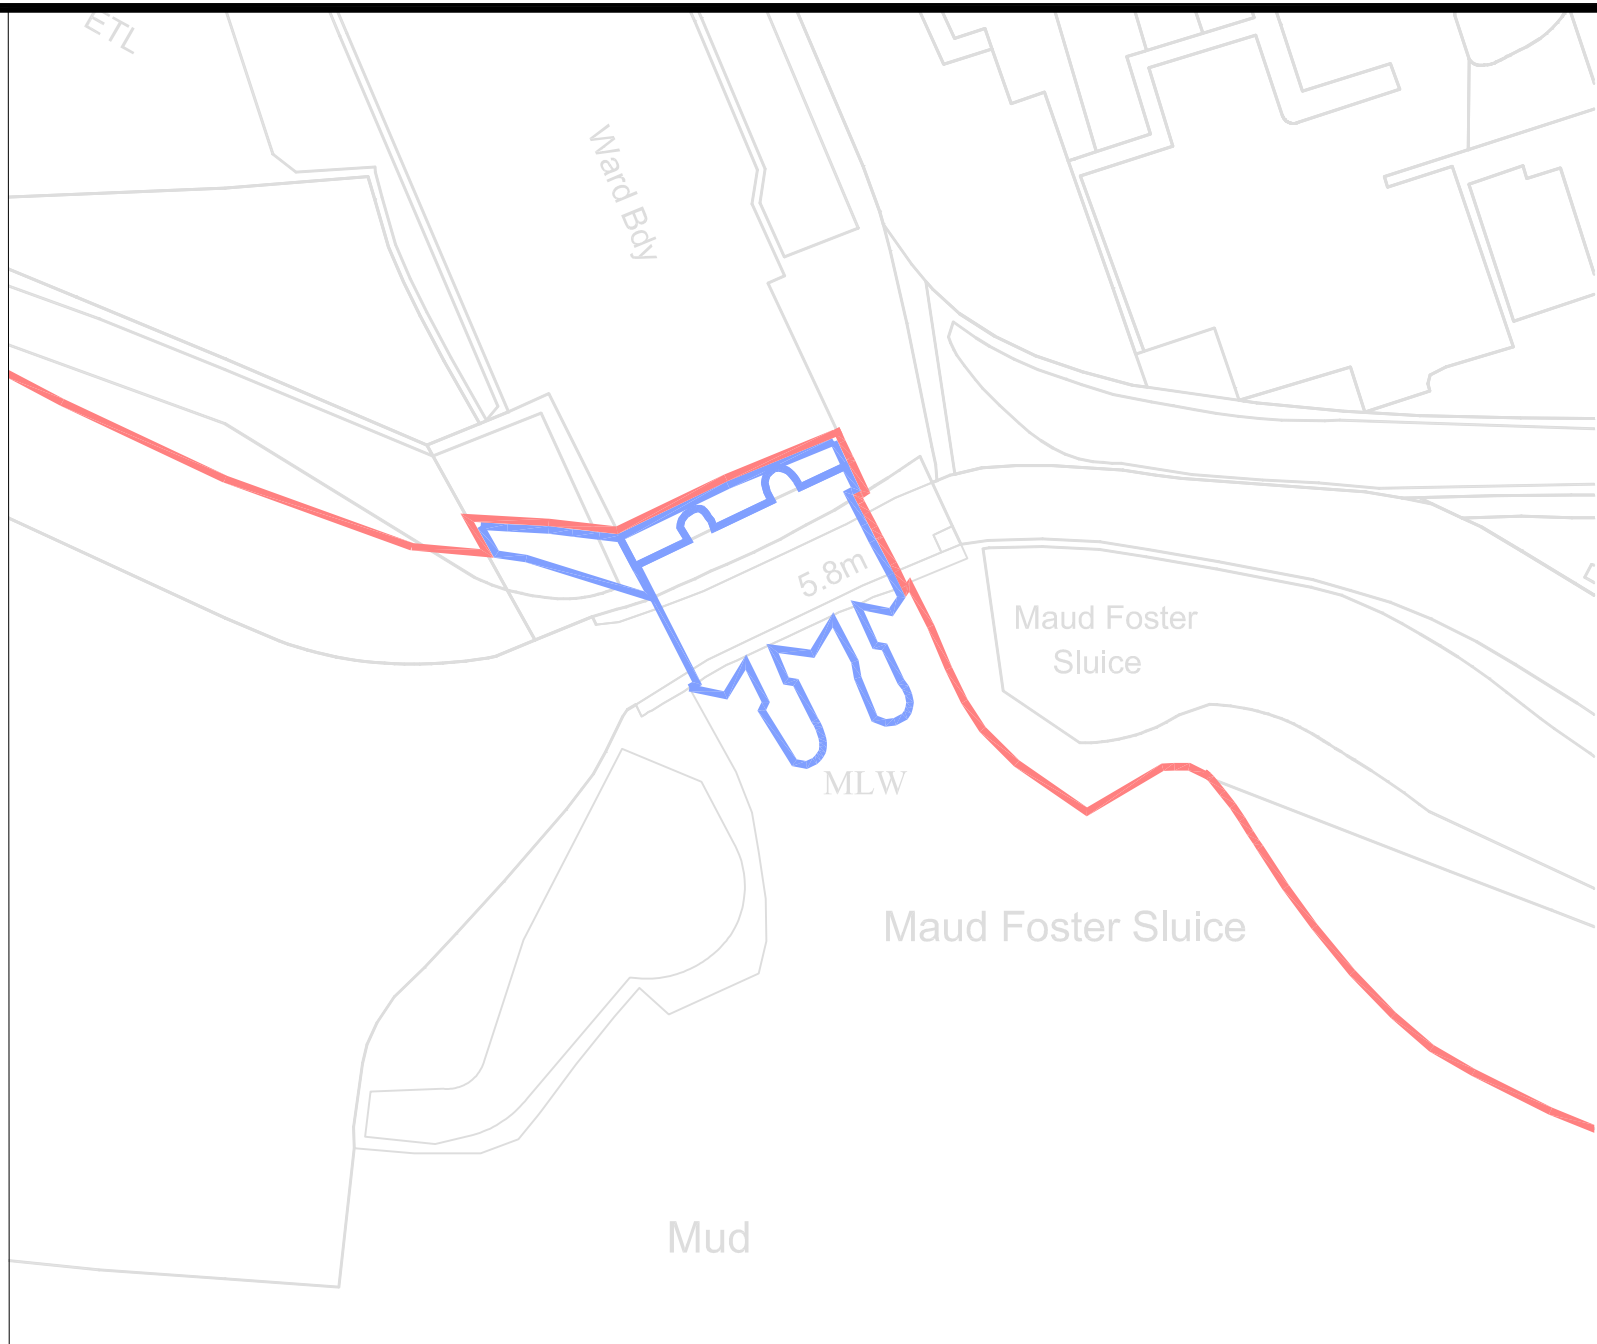 ETL
Ward Bdy
5.8m
Maud Foster
Sluice
MLW
Maud Foster Sluice
Mud